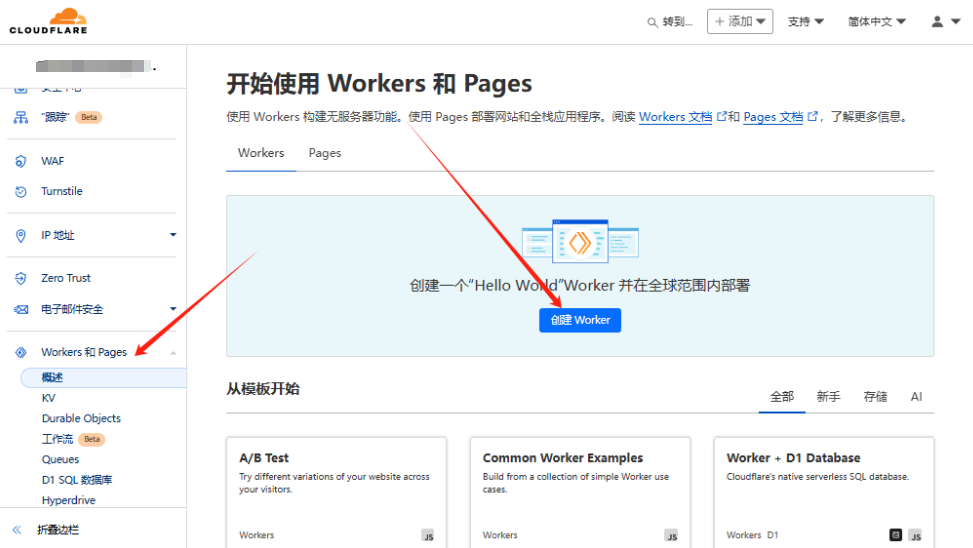 CLOUDFLARE
转到...
+ 添加
支持
简体中文
"跟踪" Beta
WAF
Turnstile
IP 地址
Zero Trust
电子邮件安全
Workers 和 Pages
概述
KV
Durable Objects
工作流 Beta
Queues
D1 SQL 数据库
Hyperdrive
折叠边栏
开始使用 Workers 和 Pages
使用 Workers 构建无服务器功能。使用 Pages 部署网站和全栈应用程序。阅读 Workers 文档 和 Pages 文档，了解更多信息。
Workers Pages
创建一个“Hello World”Worker 并在全球范围内部署
创建 Worker
从模板开始
全部 新手 存储 AI
A/B Test
Try different variations of your website across
your visitors.
Workers JS
Common Worker Examples
Build from a collection of simple Worker use
cases.
Workers JS
Worker + D1 Database
Cloudflare's native serverless SQL database.
Workers D1 JS